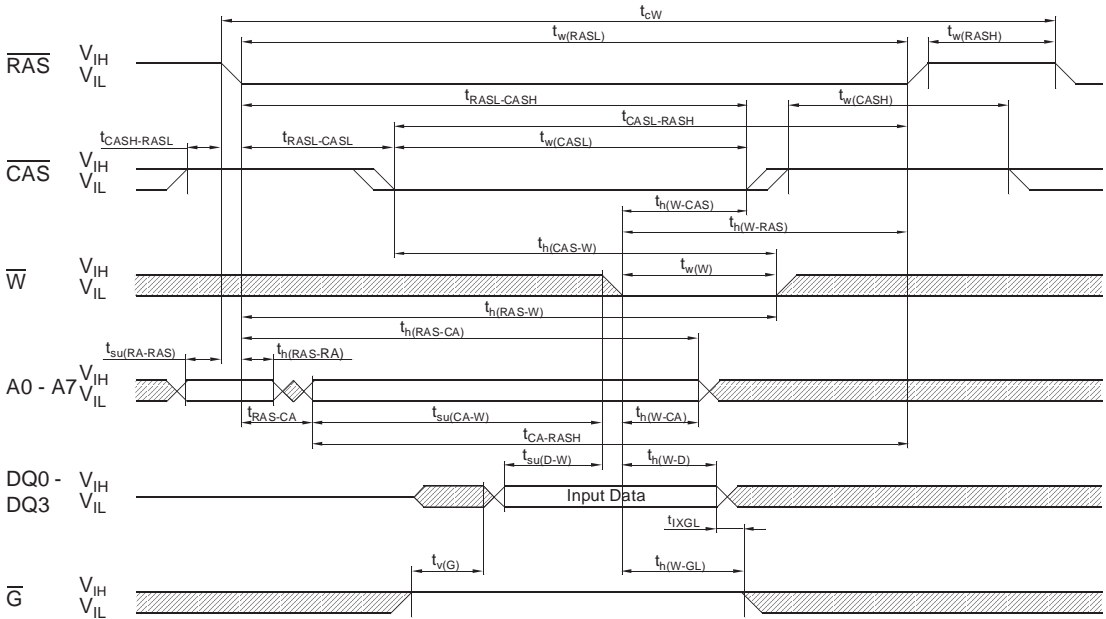 tcW
tw(RASL)
tw(RASH)
RAS
VIH
VIL
tRASL-CASH
tw(CASH)
tCASL-RASH
tCASH-RASL
tRASL-CASL
tw(CASL)
CAS
VIH
VIL
th(W-CAS)
th(W-RAS)
th(CAS-W)
tw(W)
W
VIH
VIL
th(RAS-W)
th(RAS-CA)
tsu(RA-RAS)
th(RAS-RA)
A0 - A7
VIH
VIL
tRAS-CA
tsu(CA-W)
th(W-CA)
tCA-RASH
tsu(D-W)
th(W-D)
DQ0 -
DQ3
VIH
VIL
Input Data
tIXGL
tv(G)
th(W-GL)
G
VIH
VIL